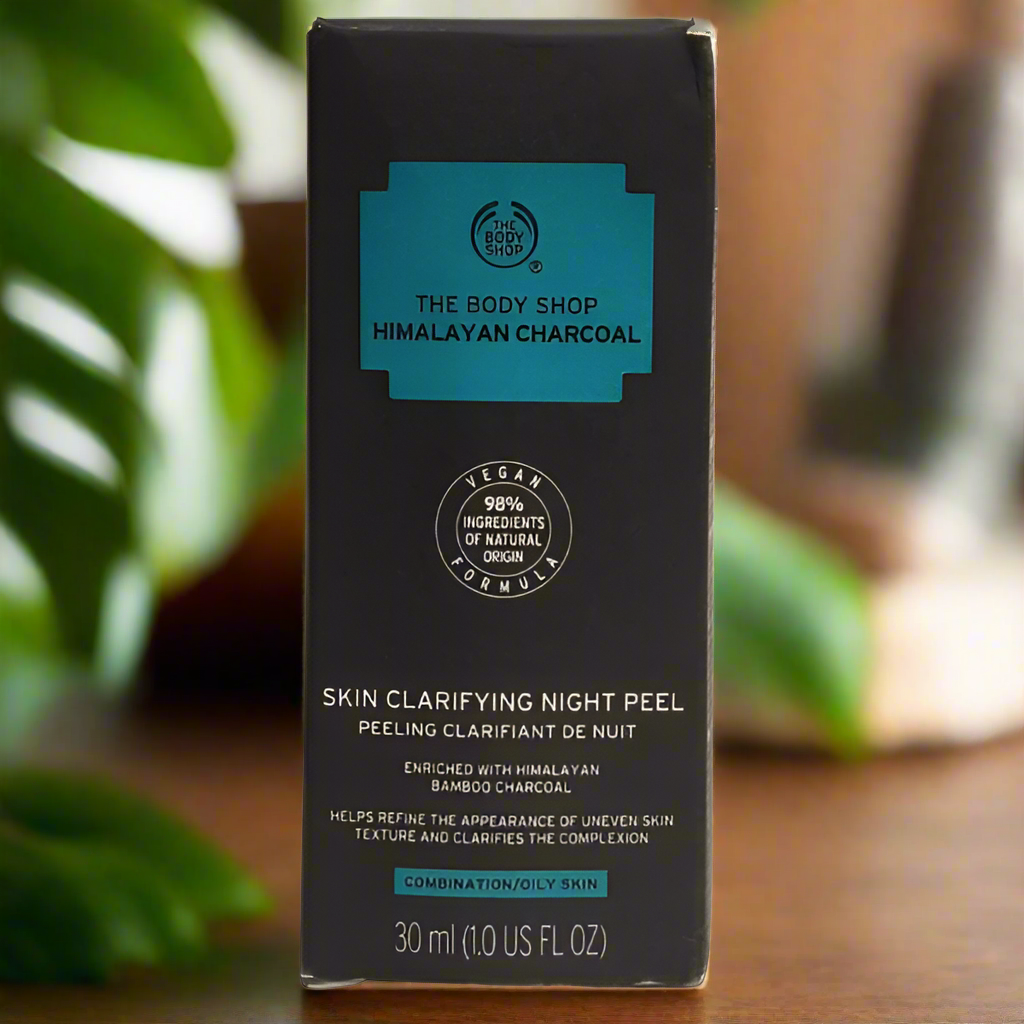 THE
BODY
SHOP
®
THE BODY SHOP
HIMALAYAN CHARCOAL
VEGAN
98%
INGREDIENTS
OF NATURAL
ORIGIN
FORMULA
SKIN CLARIFYING NIGHT PEEL
PEELING CLARIFIANT DE NUIT
ENRICHED WITH HIMALAYAN
BAMBOO CHARCOAL
HELPS REFINE THE APPEARANCE OF UNEVEN SKIN
TEXTURE AND CLARIFIES THE COMPLEXION
COMBINATION/OILY SKIN
30 ml (1.0 US FL OZ)